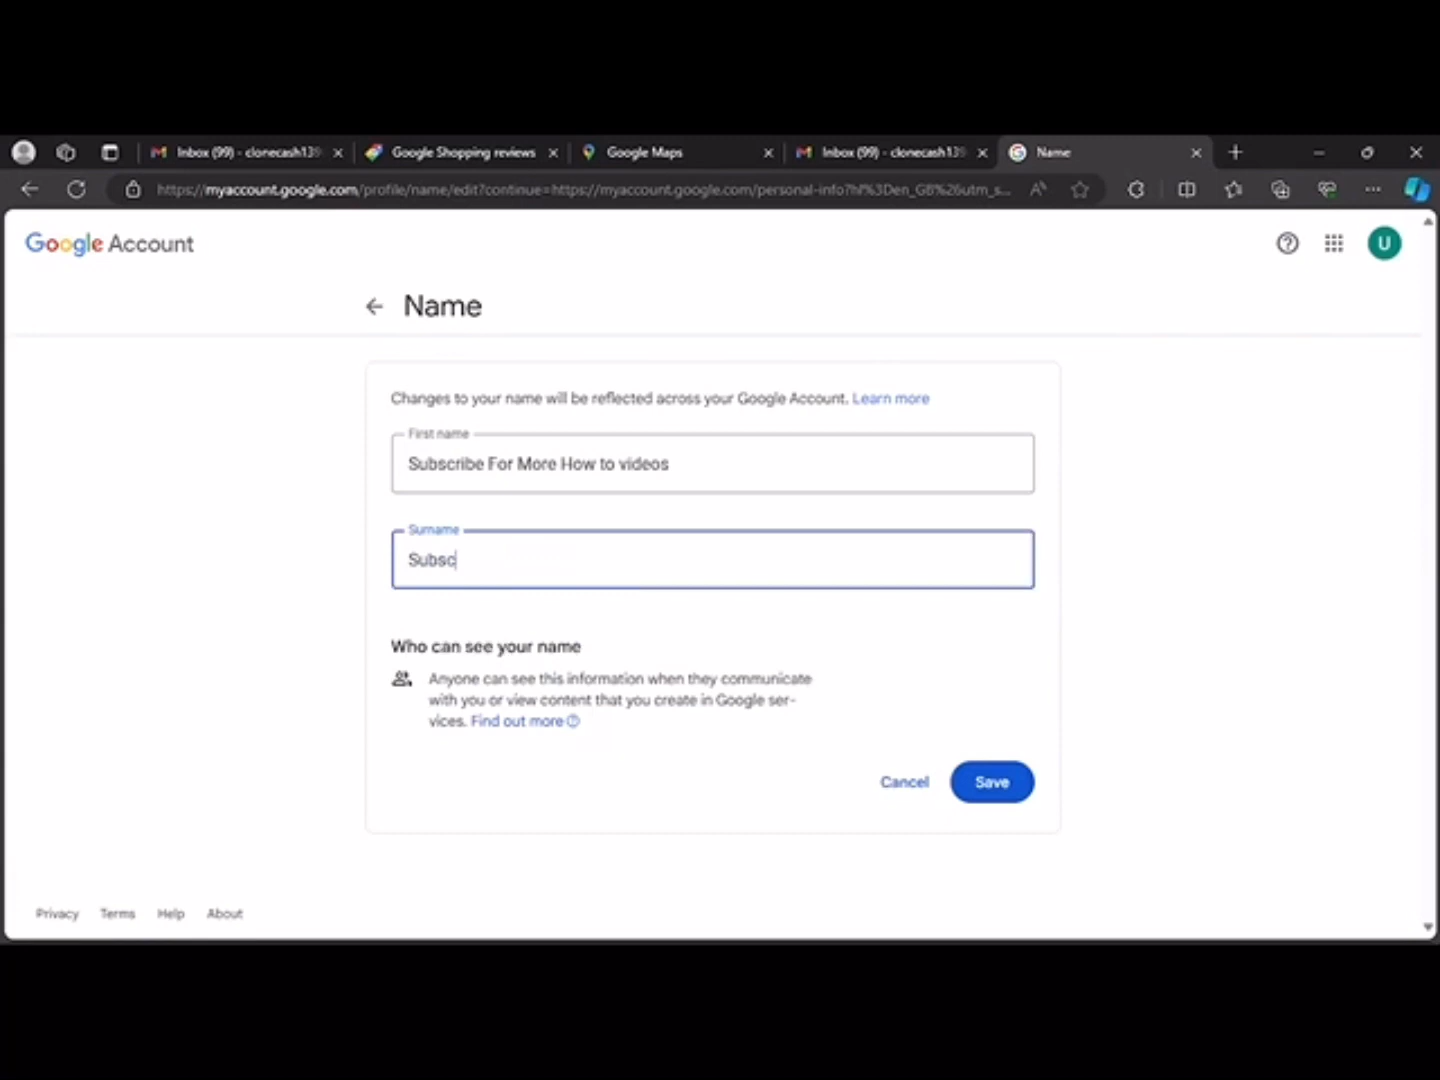 Inbox (99) - clonecash139
Google Shopping reviews
Google Maps
Inbox (99) - clonecash139
Name
https://myaccount.google.com/profile/name/edit?continue=https://myaccount.google.com/personal-info?hl%3Den_GB%26utm_s...
Google Account
U
Name
Changes to your name will be reflected across your Google Account. Learn more
First name
Subscribe For More How to videos
Surname
Subsc
Who can see your name
Anyone can see this information when they communicate
with you or view content that you create in Google ser-
vices. Find out more
Cancel
Save
Privacy Terms Help About